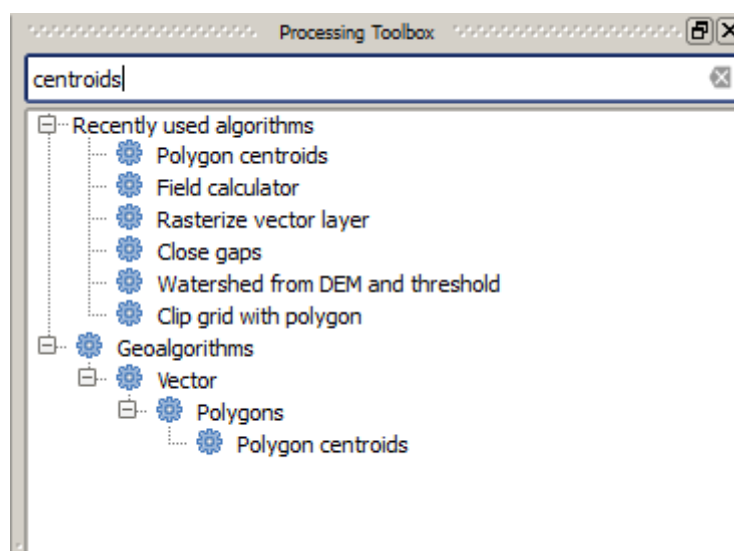 Processing Toolbox
centroids
Recently used algorithms
Polygon centroids
Field calculator
Rasterize vector layer
Close gaps
Watershed from DEM and threshold
Clip grid with polygon
Geoalgorithms
Vector
Polygons
Polygon centroids